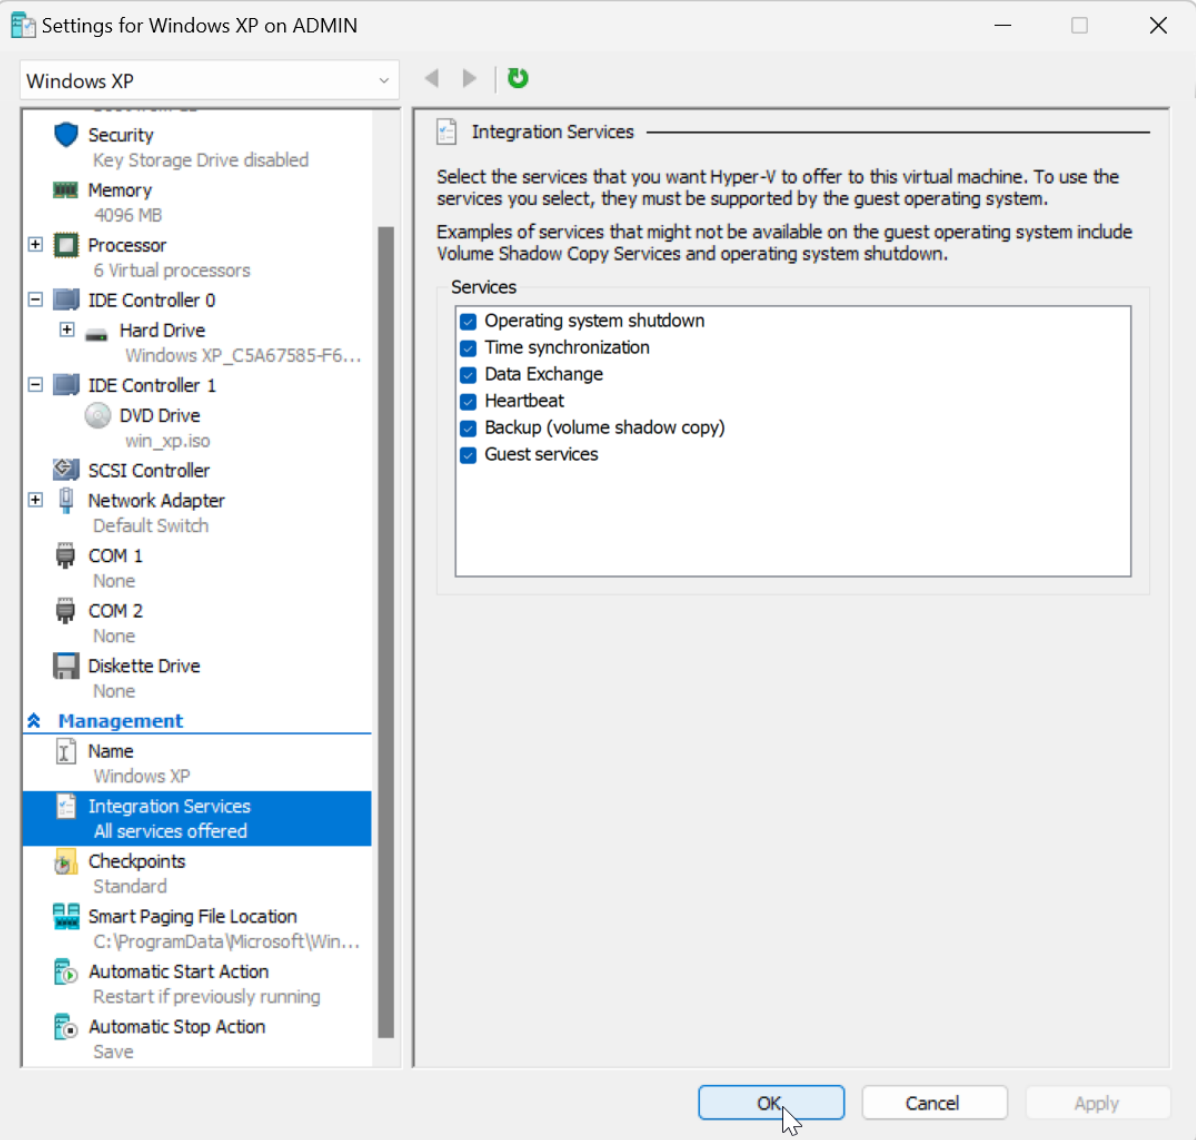 Settings for Windows XP on ADMIN
Windows XP
Security
Key Storage Drive disabled
Memory
4096 MB
Processor
6 Virtual processors
IDE Controller 0
Hard Drive
Windows XP_C5A67585-F6...
IDE Controller 1
DVD Drive
win_xp.iso
SCSI Controller
Network Adapter
Default Switch
COM 1
None
COM 2
None
Diskette Drive
None
Management
Name
Windows XP
Integration Services
All services offered
Checkpoints
Standard
Smart Paging File Location
C:\ProgramData\Microsoft\Win...
Automatic Start Action
Restart if previously running
Automatic Stop Action
Save
Integration Services
Select the services that you want Hyper-V to offer to this virtual machine. To use the
services you select, they must be supported by the guest operating system.
Examples of services that might not be available on the guest operating system include
Volume Shadow Copy Services and operating system shutdown.
Services
Operating system shutdown
Time synchronization
Data Exchange
Heartbeat
Backup (volume shadow copy)
Guest services
OK
Cancel
Apply